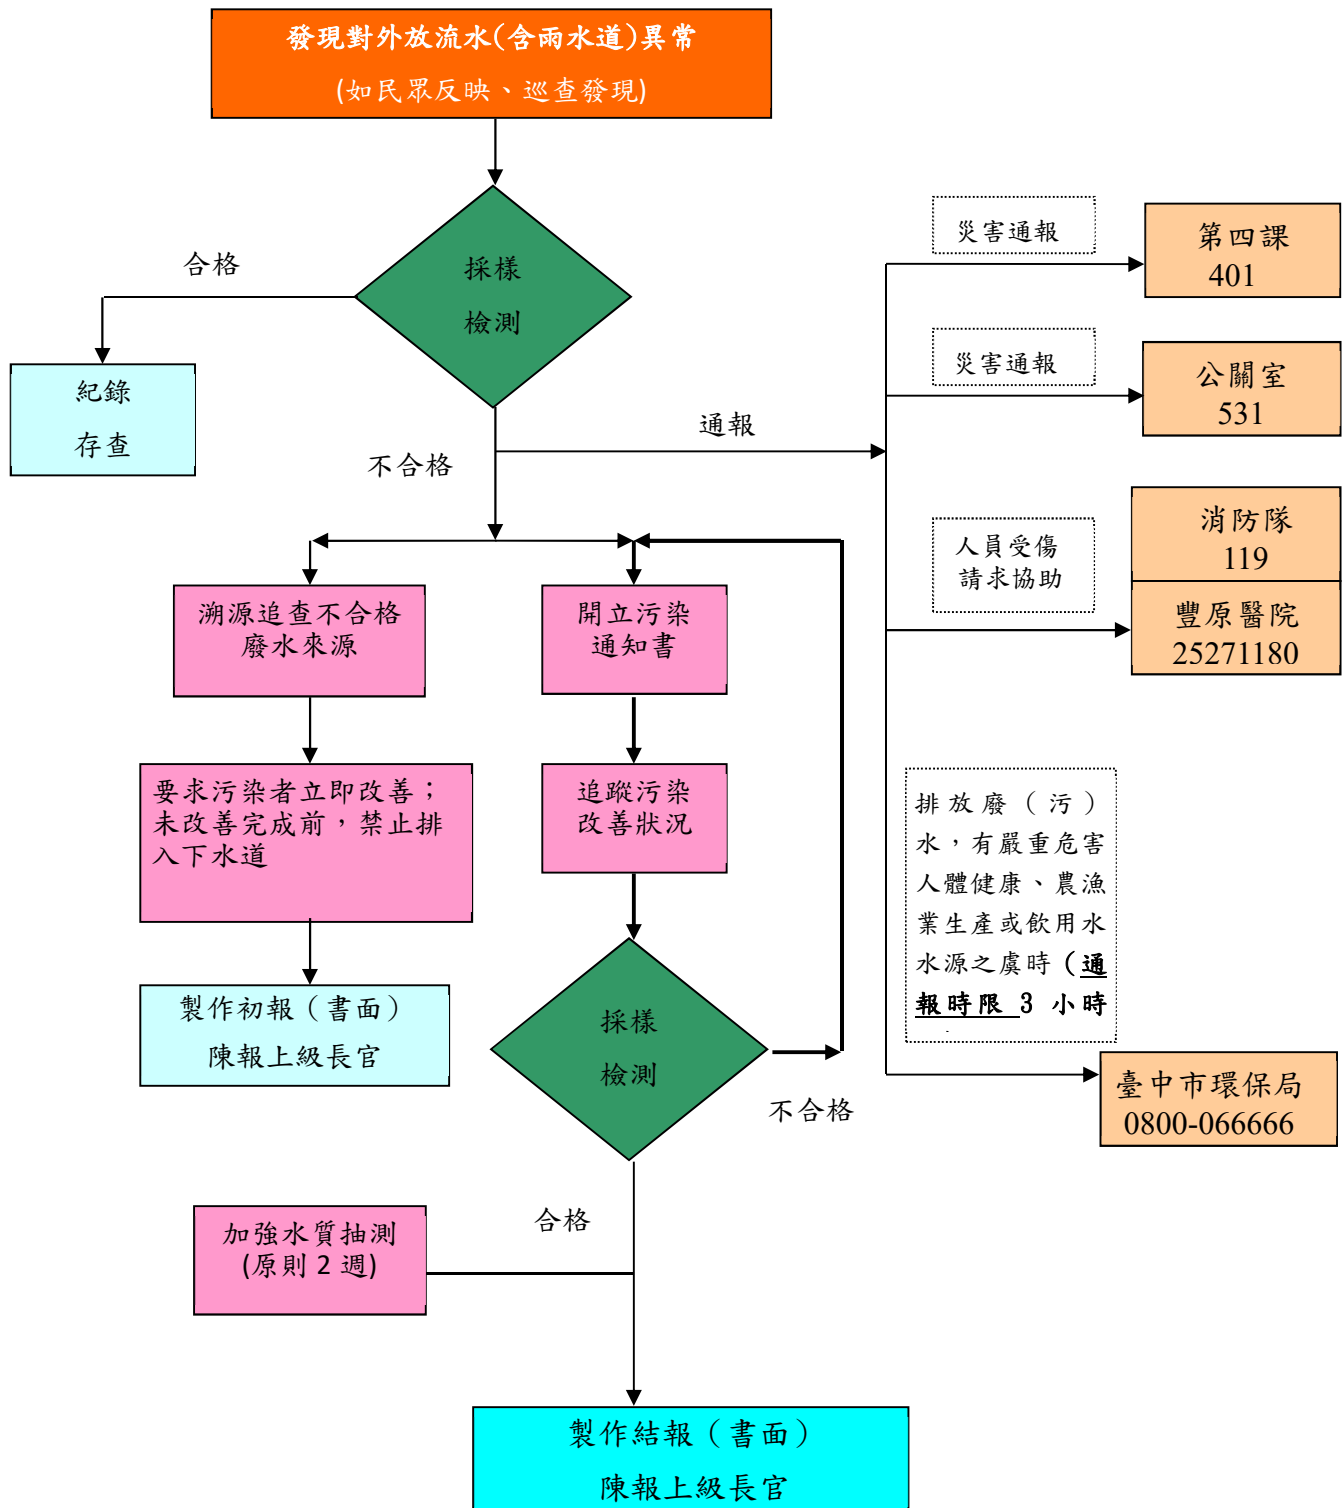 發現對外放流水(含雨水道)異常
(如民眾反映、巡查發現)
採樣
檢測
合格
紀錄
存查
不合格
通報
災害通報
第四課
401
災害通報
公關室
531
人員受傷
請求協助
消防隊
119
豐原醫院
25271180
溯源追查不合格
廢水來源
開立污染
通知書
要求污染者立即改善；
未改善完成前，禁止排
入下水道
追蹤污染
改善狀況
排放廢（污）
水，有嚴重危害
人體健康、農漁
業生產或飲用水
水源之虞時（通
報時限 3 小時
製作初報（書面）
陳報上級長官
採樣
檢測
不合格
臺中市環保局
0800-066666
加強水質抽測
(原則 2 週)
合格
製作結報（書面）
陳報上級長官